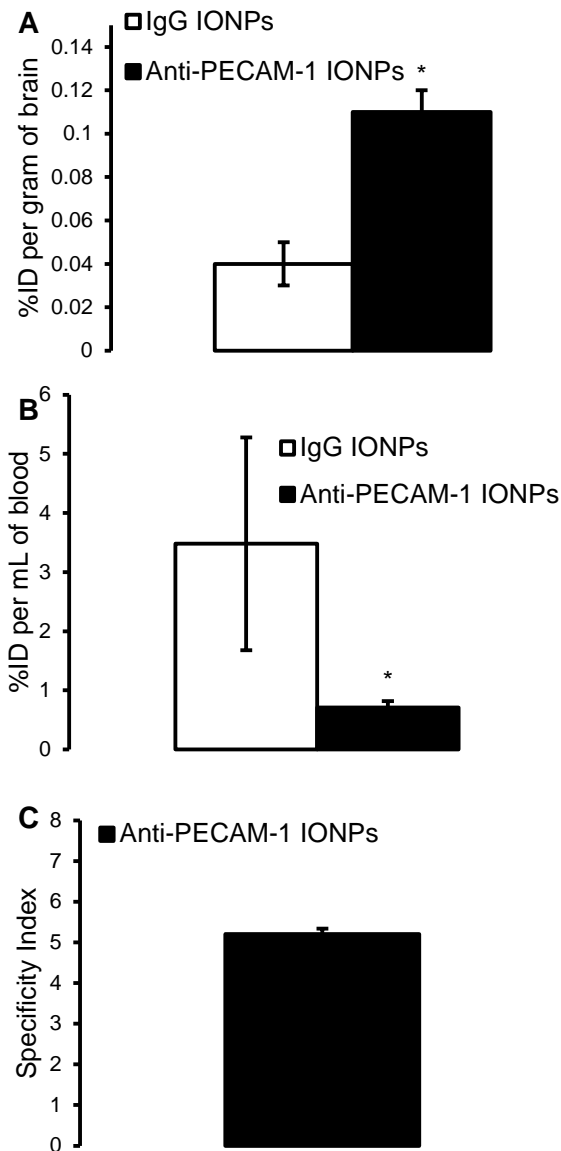 A
IgG IONPs
Anti-PECAM-1 IONPs
*
%ID per gram of brain
0.14
0.12
0.1
0.08
0.06
0.04
0.02
0
B
IgG IONPs
Anti-PECAM-1 IONPs
*
%ID per mL of blood
6
5
4
3
2
1
0
C
Anti-PECAM-1 IONPs
Specificity Index
8
7
6
5
4
3
2
1
0